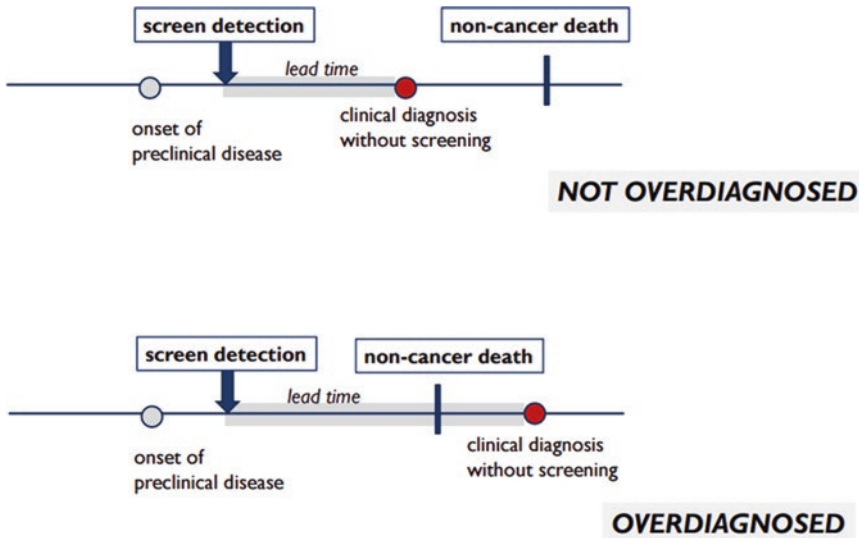 screen detection
non-cancer death
lead time
onset of
preclinical disease
clinical diagnosis
without screening
NOT OVERDIAGNOSED
screen detection
non-cancer death
lead time
onset of
preclinical disease
clinical diagnosis
without screening
OVERDIAGNOSED